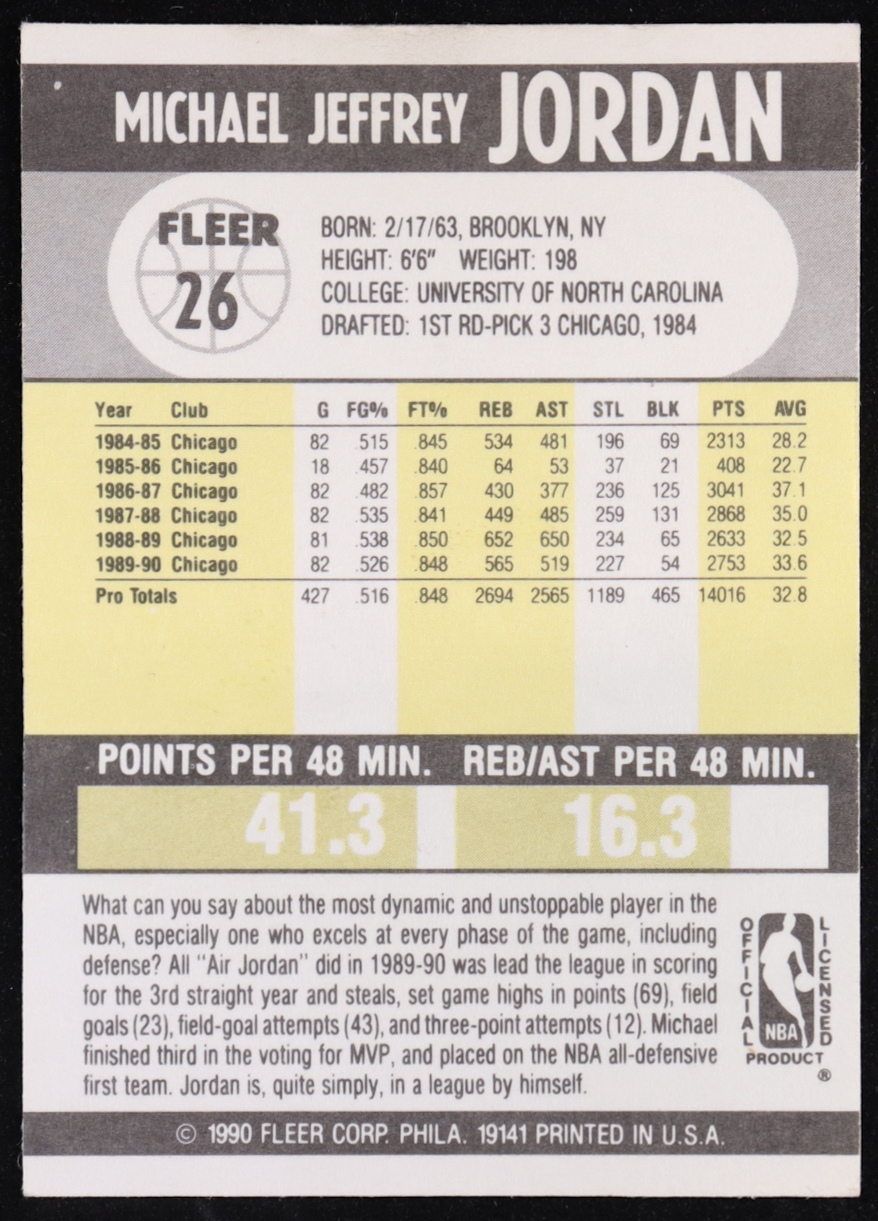 MICHAEL JEFFREY JORDAN
FLEER
26
BORN: 2/17/63, BROOKLYN, NY
HEIGHT: 6'6" WEIGHT: 198
COLLEGE: UNIVERSITY OF NORTH CAROLINA
DRAFTED: 1ST RD-PICK 3 CHICAGO, 1984
Year Club G FG% FT% REB AST STL BLK PTS AVG
1984-85 Chicago 82 .515 .845 534 481 196 69 2313 28.2
1985-86 Chicago 18 .457 .840 64 53 37 21 408 22.7
1986-87 Chicago 82 .482 .857 430 377 236 125 3041 37.1
1987-88 Chicago 82 .535 .841 449 485 259 131 2868 35.0
1988-89 Chicago 81 .538 .850 652 650 234 65 2633 32.5
1989-90 Chicago 82 .526 .848 565 519 227 54 2753 33.6
Pro Totals 427 .516 .848 2694 2565 1189 465 14016 32.8
POINTS PER 48 MIN. REB/AST PER 48 MIN.
41.3 16.3
What can you say about the most dynamic and unstoppable player in the
NBA, especially one who excels at every phase of the game, including
defense? All "Air Jordan" did in 1989-90 was lead the league in scoring
for the 3rd straight year and steals, set game highs in points (69), field
goals (23), field-goal attempts (43), and three-point attempts (12). Michael
finished third in the voting for MVP, and placed on the NBA all-defensive
first team. Jordan is, quite simply, in a league by himself.
OFFICIAL
NBA
LICENSED
PRODUCT
®
© 1990 FLEER CORP. PHILA. 19141 PRINTED IN U.S.A.